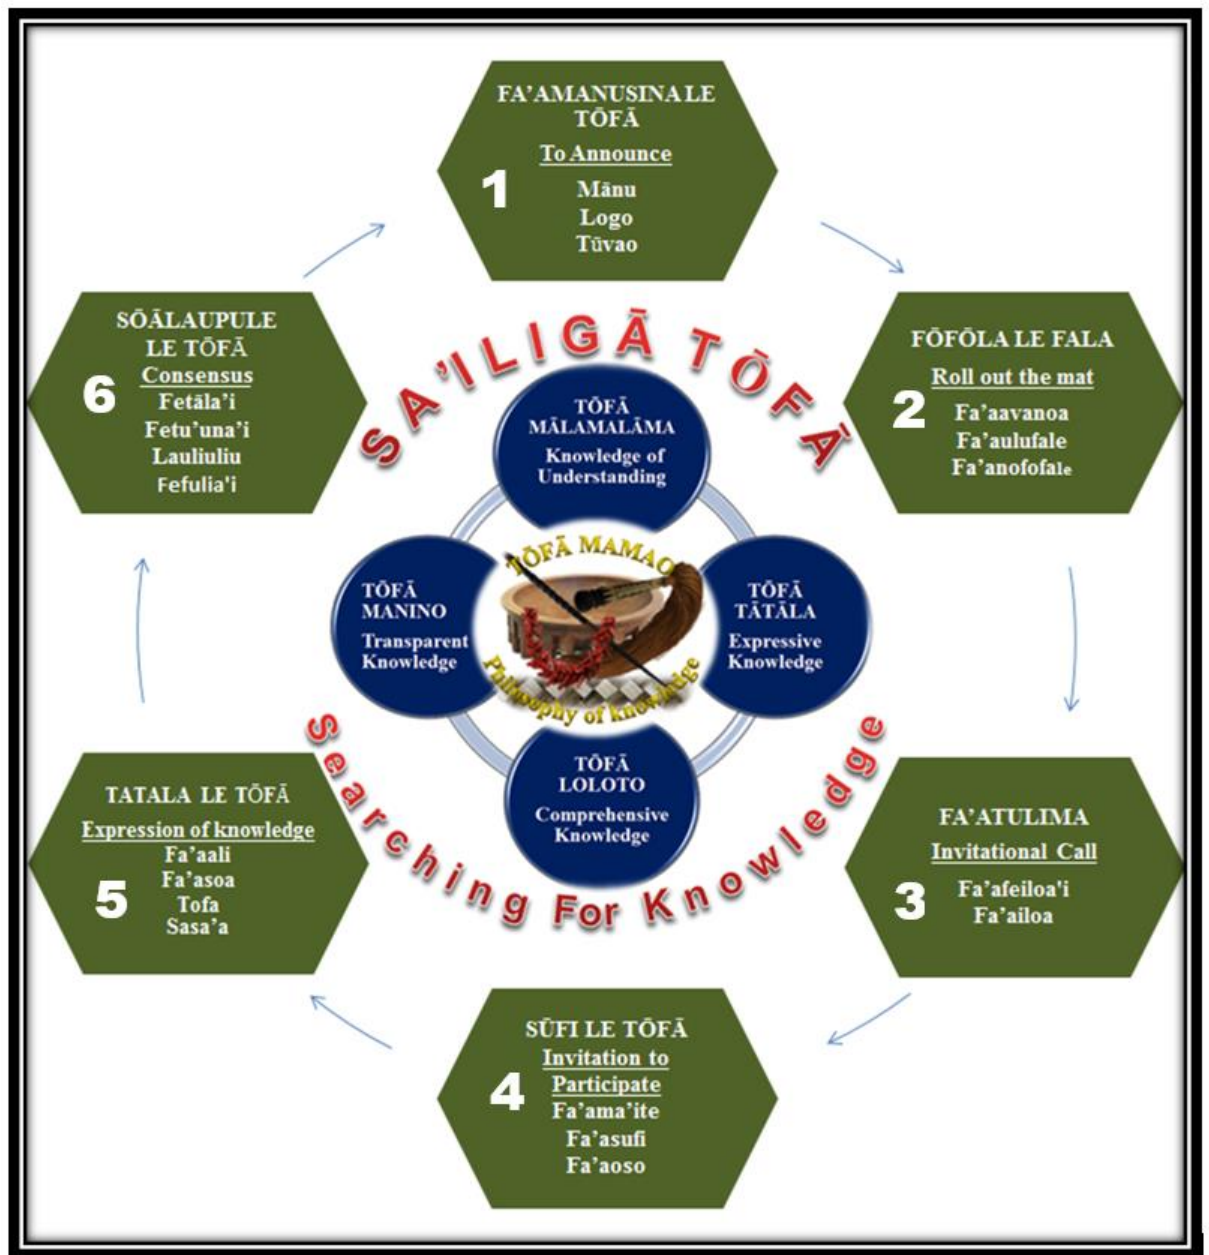 FA'AMANUSINA LE
TŌFĀ
To Announce
1
Mānu
Logo
Tūvao
FŌFŌLA LE FALA
Roll out the mat
2
Fa'aavanoa
Fa'aulufale
Fa'anofofale
FA'ATULIMA
Invitational Call
3
Fa'afeiloa'i
Fa'ailoa
SŪFI LE TŌFĀ
Invitation to
Participate
4
Fa'ama'ite
Fa'asufi
Fa'aoso
TATALA LE TŌFĀ
Expression of knowledge
5
Fa'aali
Fa'asoa
Tofa
Sasa'a
SŌĀLAUPULE
LE TŌFĀ
Consensus
6
Fetāla'i
Fetu'una'i
Lauliuliu
Fefulia'i
SA'ILIGĀ TŌFĀ
TŌFĀ
MĀLAMALĀMA
Knowledge of
Understanding
TŌFĀ
TĀTĀLA
Expressive
Knowledge
TŌFĀ
LOLOTO
Comprehensive
Knowledge
TŌFĀ
MANINO
Transparent
Knowledge
TŌFĀ MAMAO
Philosophy of knowledge
Searching For Knowledge